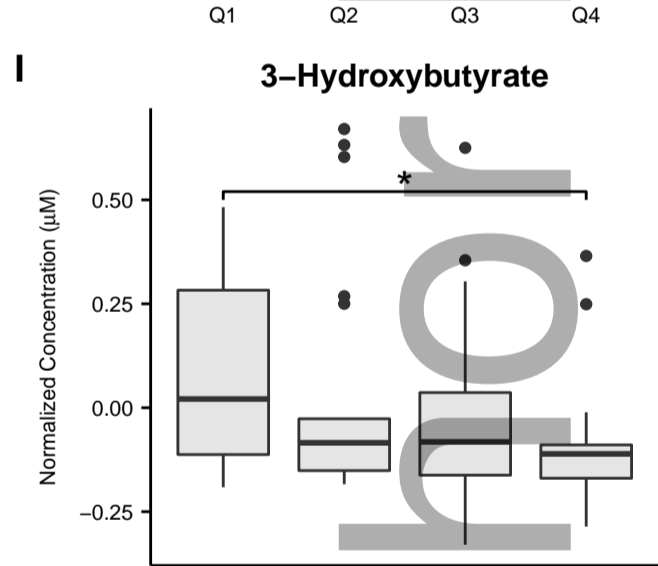 Q1 Q2 Q3 Q4
I
3−Hydroxybutyrate
*
Normalized Concentration (µM)
0.50
0.25
0.00
−0.25